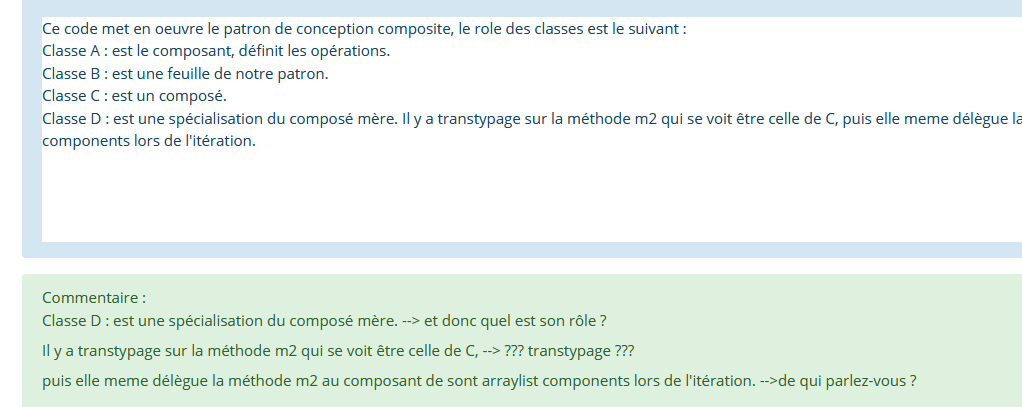 Ce code met en oeuvre le patron de conception composite, le role des classes est le suivant :
Classe A : est le composant, définit les opérations.
Classe B : est une feuille de notre patron.
Classe C : est un composé.
Classe D : est une spécialisation du composé mère. Il y a transtypage sur la méthode m2 qui se voit être celle de C, puis elle meme délègue la
components lors de l'itération.
Commentaire :
Classe D : est une spécialisation du composé mère. --> et donc quel est son rôle ?
Il y a transtypage sur la méthode m2 qui se voit être celle de C, --> ??? transtypage ???
puis elle meme délègue la méthode m2 au composant de sont arraylist components lors de l'itération. -->de qui parlez-vous ?